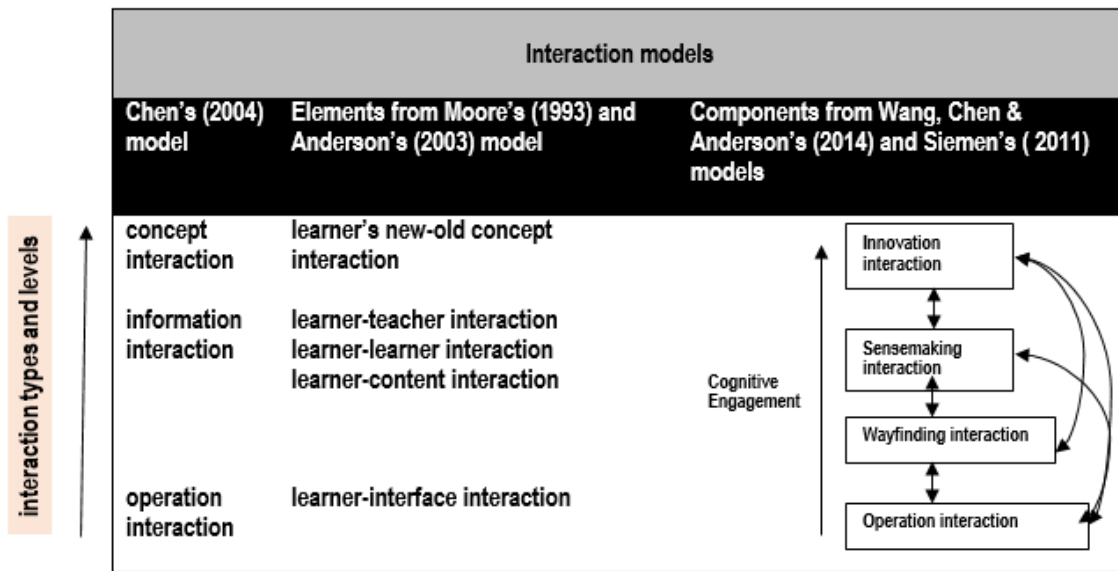 Interaction models
Chen's (2004)
model
Elements from Moore's (1993) and
Anderson's (2003) model
Components from Wang, Chen &
Anderson's (2014) and Siemen's ( 2011)
models
interaction types and levels
concept
interaction
learner's new-old concept
interaction
information
interaction
learner-teacher interaction
learner-learner interaction
learner-content interaction
operation
interaction
learner-interface interaction
Cognitive
Engagement
Innovation
interaction
Sensemaking
interaction
Wayfinding interaction
Operation interaction